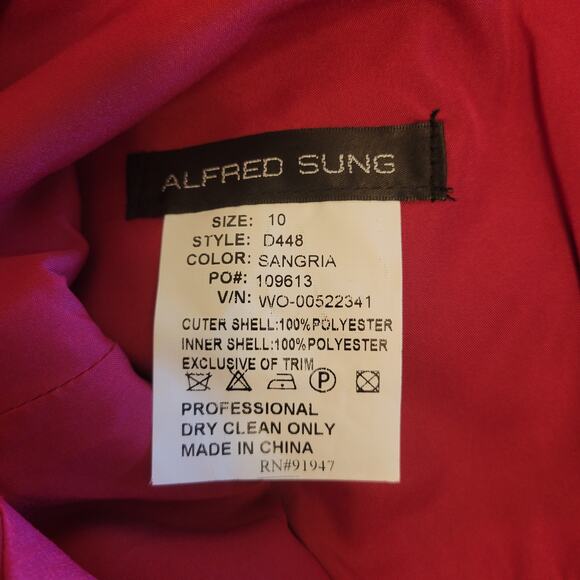 ALFRED SUNG
SIZE: 10
STYLE: D448
COLOR: SANGRIA
PO#: 109613
V/N: WO-00522341
OUTER SHELL:100%POLYESTER
INNER SHELL:100%POLYESTER
EXCLUSIVE OF TRIM
P
PROFESSIONAL
DRY CLEAN ONLY
MADE IN CHINA
RN#91947